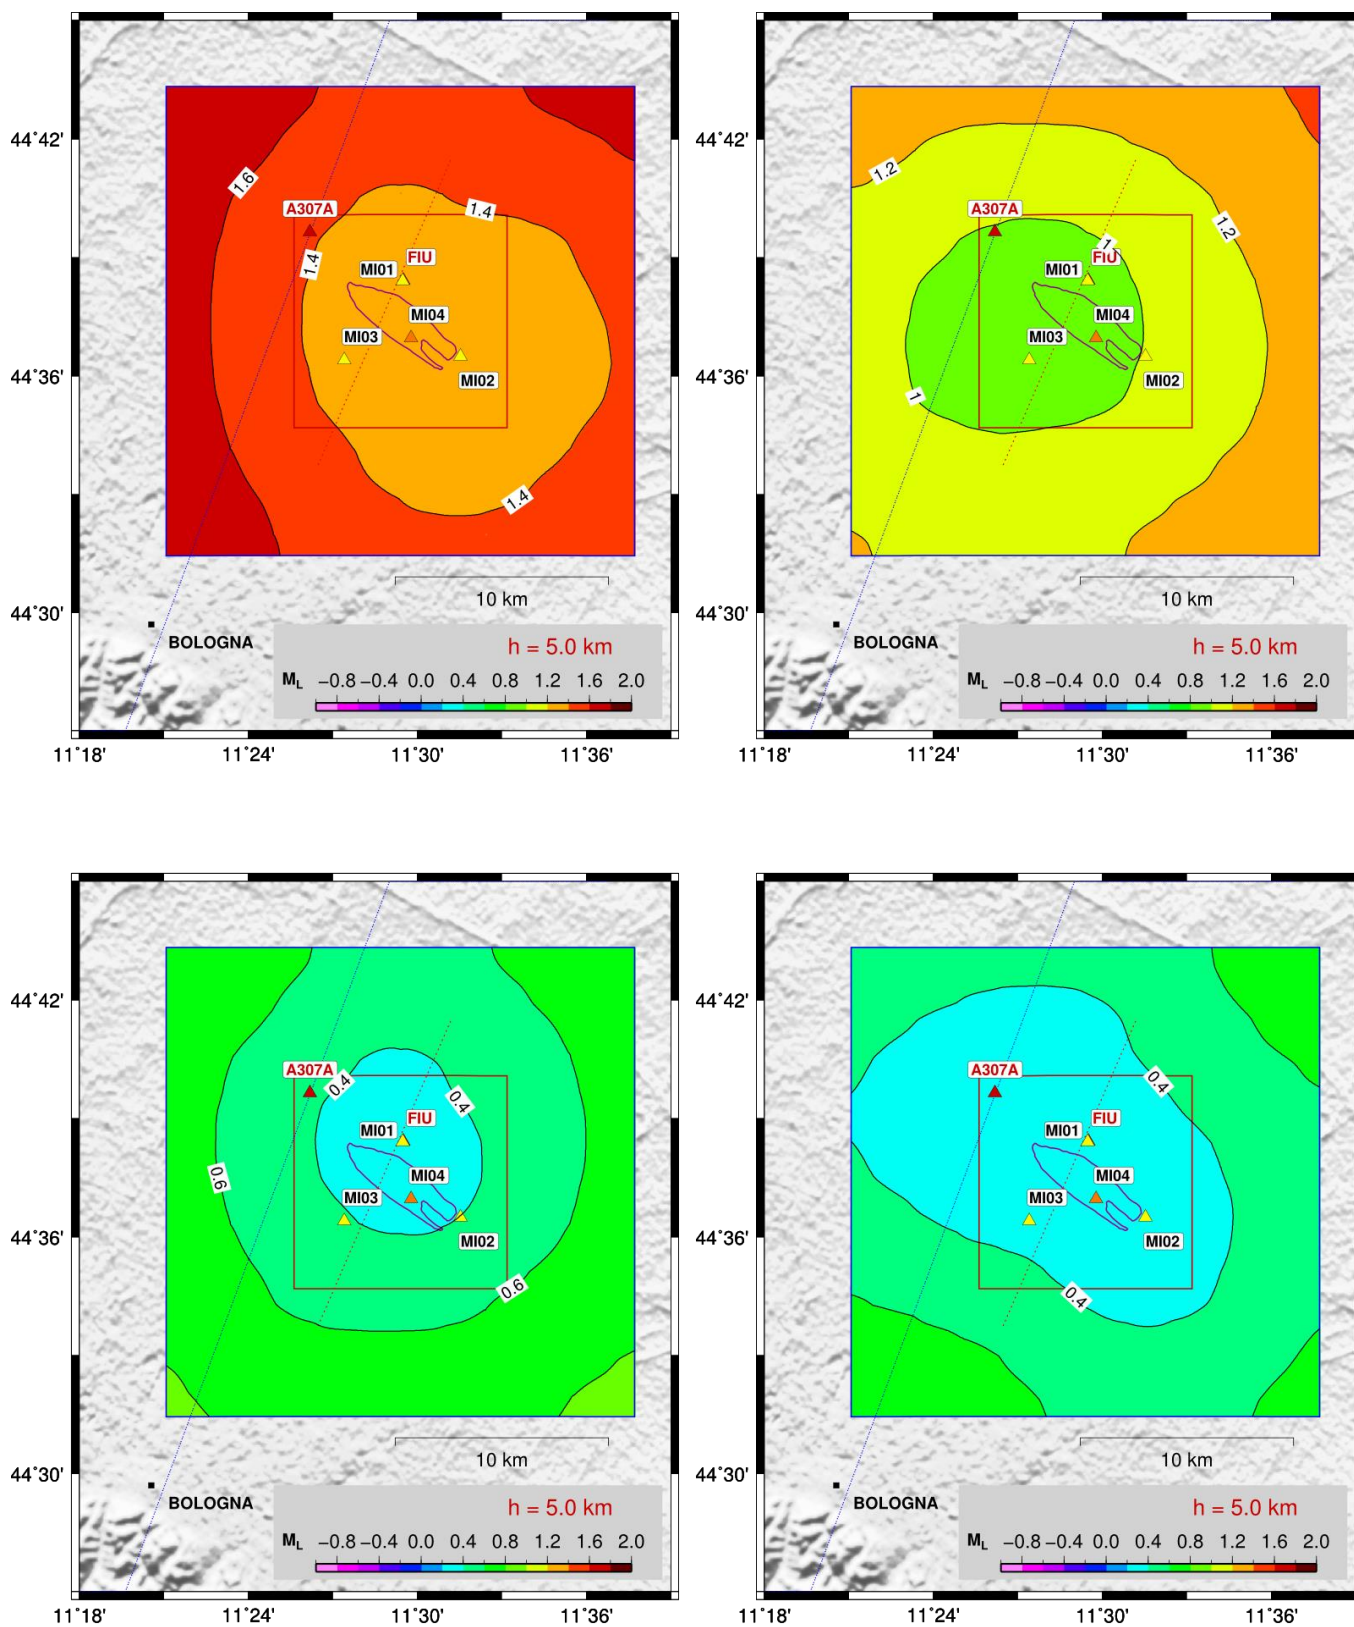 44°42'
44°36'
44°30'
1.6
1.4
A307A
1.4
FIU
MI01
MI04
MI03
MI02
1.4
10 km
BOLOGNA
h = 5.0 km
ML −0.8 −0.4 0.0 0.4 0.8 1.2 1.6 2.0
11°18' 11°24' 11°30' 11°36'
44°42'
44°36'
44°30'
1.2
1.2
A307A
1
FIU
MI01
MI04
MI03
MI02
1
10 km
BOLOGNA
h = 5.0 km
ML −0.8 −0.4 0.0 0.4 0.8 1.2 1.6 2.0
11°18' 11°24' 11°30' 11°36'
44°42'
44°36'
44°30'
A307A
0.4
0.4
FIU
MI01
MI04
MI03
MI02
0.6
0.6
10 km
BOLOGNA
h = 5.0 km
ML −0.8 −0.4 0.0 0.4 0.8 1.2 1.6 2.0
11°18' 11°24' 11°30' 11°36'
44°42'
44°36'
44°30'
A307A
0.4
FIU
MI01
MI04
MI03
MI02
0.4
10 km
BOLOGNA
h = 5.0 km
ML −0.8 −0.4 0.0 0.4 0.8 1.2 1.6 2.0
11°18' 11°24' 11°30' 11°36'